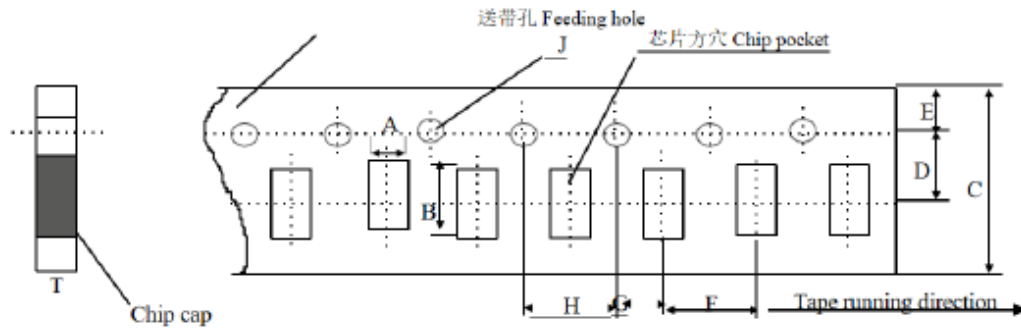 送带孔 Feeding hole
J
芯片方穴 Chip pocket
A
E
D
C
B
T
H
G
F
Tape running direction
Chip cap